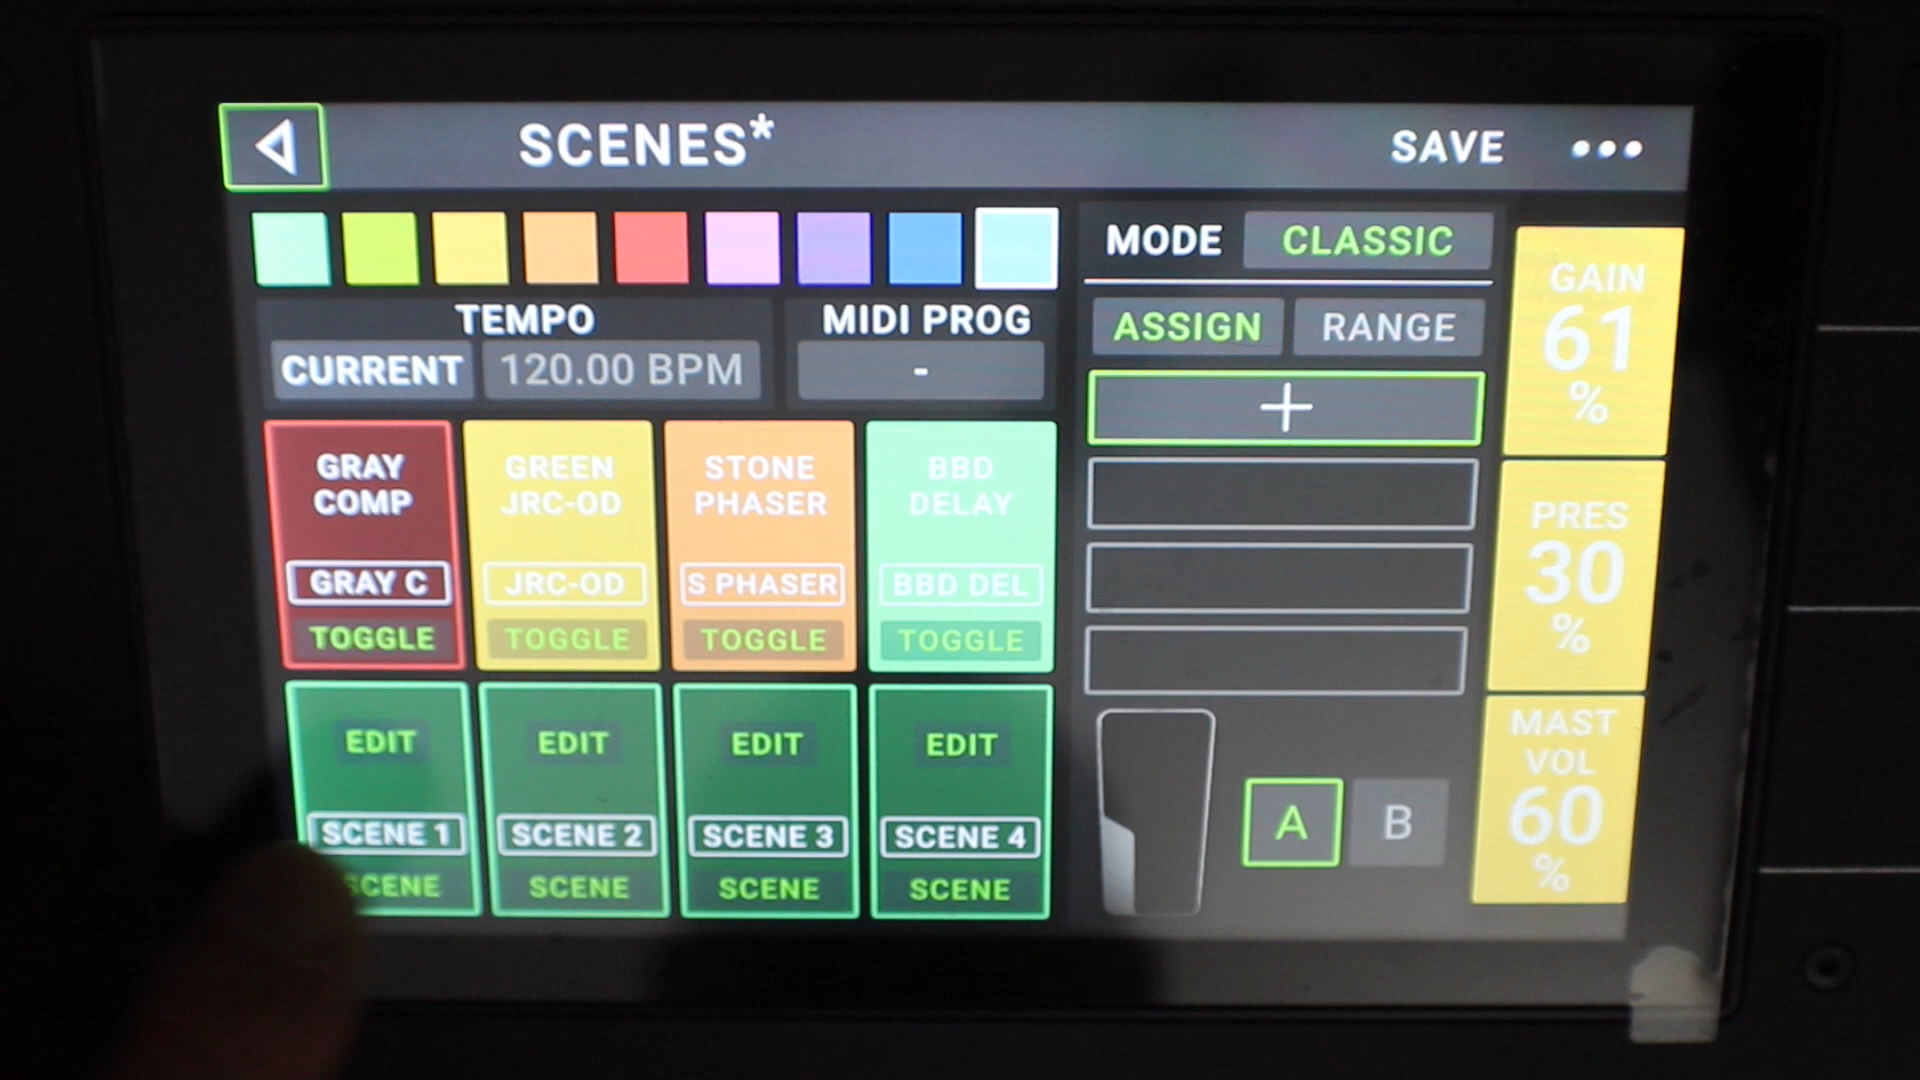 SCENES*
SAVE •••
MODE CLASSIC
TEMPO
MIDI PROG
CURRENT 120.00 BPM
-
ASSIGN RANGE
+
GRAY
COMP
GRAY C
TOGGLE
GREEN
JRC-OD
JRC-OD
TOGGLE
STONE
PHASER
S PHASER
TOGGLE
BBD
DELAY
BBD DEL
TOGGLE
EDIT
SCENE 1
SCENE
EDIT
SCENE 2
SCENE
EDIT
SCENE 3
SCENE
EDIT
SCENE 4
SCENE
A B
GAIN
61
%
PRES
30
%
MAST
VOL
60
%